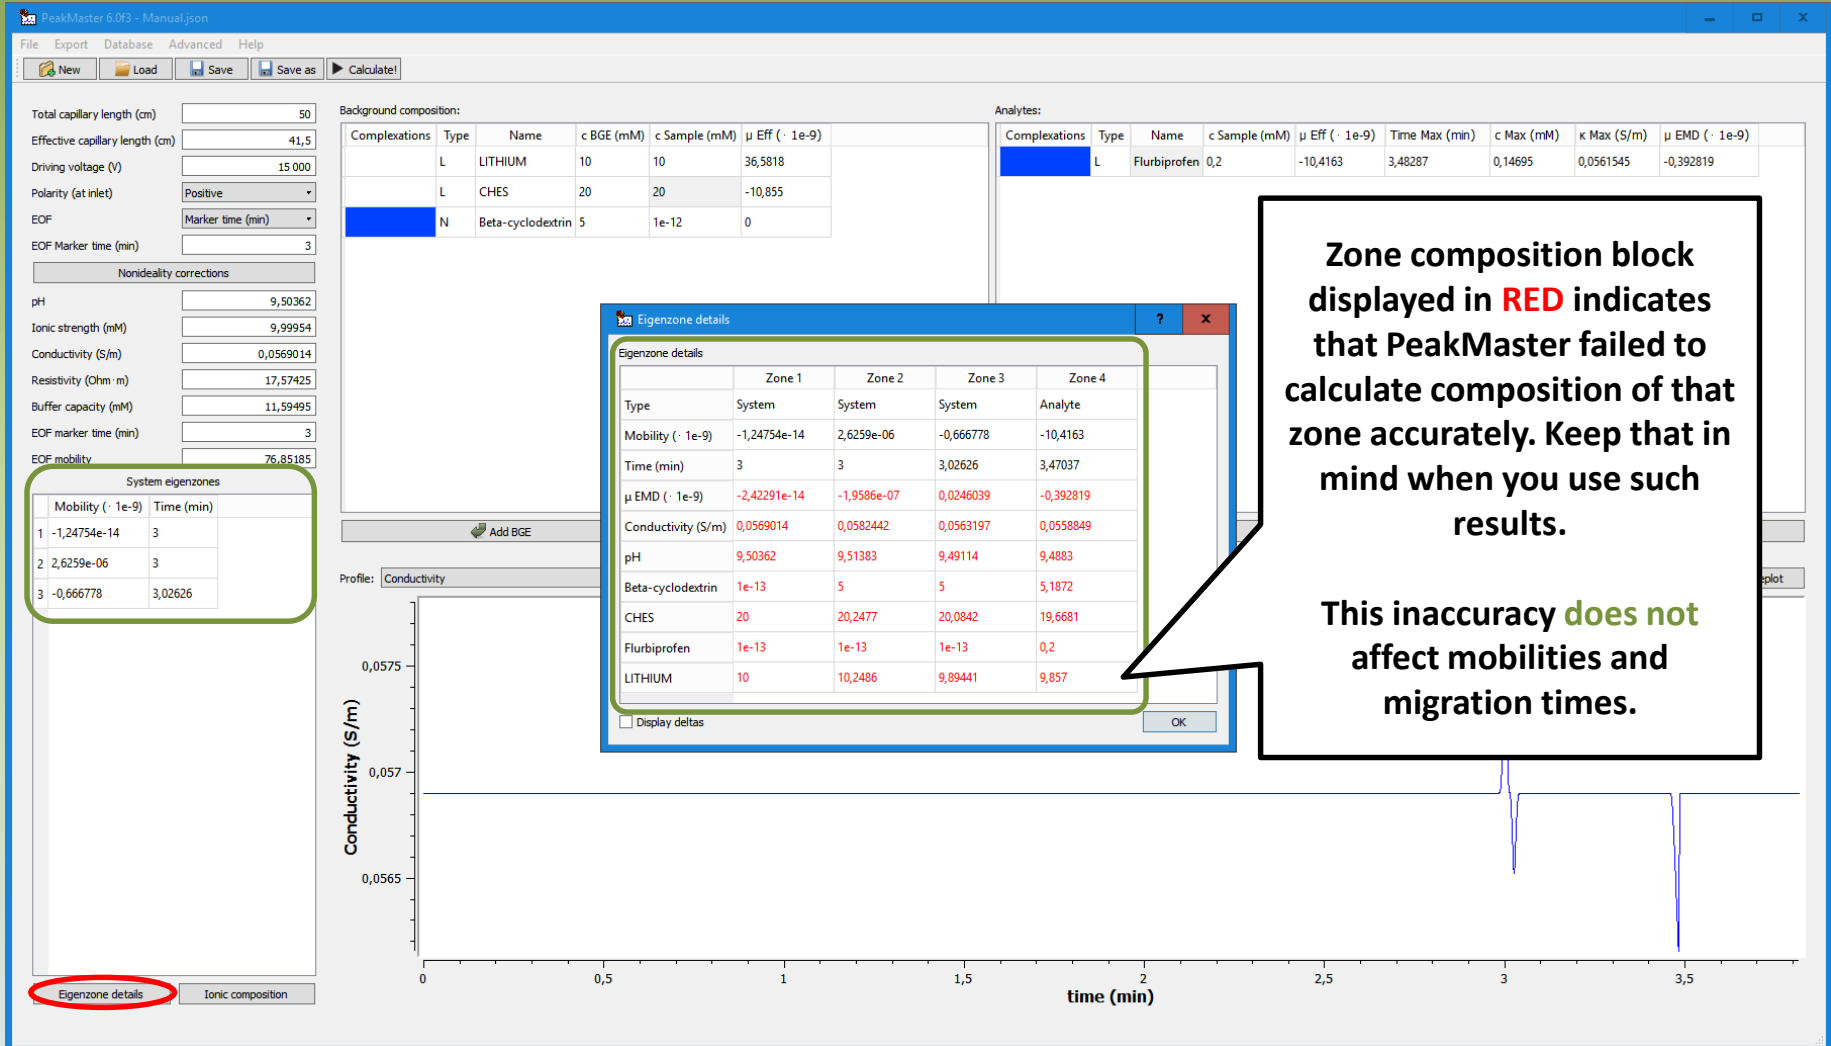 PeakMaster 6.0f3 - Manual.json
File Export Database Advanced Help
New Load Save Save as Calculate!
Total capillary length (cm) 50
Effective capillary length (cm) 41,5
Driving voltage (V) 15 000
Polarity (at inlet) Positive
EOF Marker time (min)
EOF Marker time (min) 3
Nonideality corrections
pH 9,50362
Ionic strength (mM) 9,99954
Conductivity (S/m) 0,0569014
Resistivity (Ohm·m) 17,57425
Buffer capacity (mM) 11,59495
EOF marker time (min) 3
EOF mobility 76,85185
System eigenzones
Mobility (· 1e-9) Time (min)
1 -1,24754e-14 3
2 2,6259e-06 3
3 -0,666778 3,02626
Eigenzone details Ionic composition
Background composition:
Complexations Type Name c BGE (mM) c Sample (mM) μ Eff (· 1e-9)
L LITHIUM 10 10 36,5818
L CHES 20 20 -10,855
N Beta-cyclodextrin 5 1e-12 0
Add BGE
Analytes:
Complexations Type Name c Sample (mM) μ Eff (· 1e-9) Time Max (min) c Max (mM) κ Max (S/m) μ EMD (· 1e-9)
L Flurbiprofen 0,2 -10,4163 3,48287 0,14695 0,0561545 -0,392819
Eigenzone details ? x
Eigenzone details
Zone 1 Zone 2 Zone 3 Zone 4
Type System System System Analyte
Mobility (· 1e-9) -1,24754e-14 2,6259e-06 -0,666778 -10,4163
Time (min) 3 3 3,02626 3,47037
μ EMD (· 1e-9) -2,42291e-14 -1,9586e-07 0,0246039 -0,392819
Conductivity (S/m) 0,0569014 0,0582442 0,0563197 0,0558849
pH 9,50362 9,51383 9,49114 9,4883
Beta-cyclodextrin 1e-13 5 5 5,1872
CHES 20 20,2477 20,0842 19,6681
Flurbiprofen 1e-13 1e-13 1e-13 0,2
LITHIUM 10 10,2486 9,89441 9,857
Display deltas OK
Zone composition block
displayed in RED indicates
that PeakMaster failed to
calculate composition of that
zone accurately. Keep that in
mind when you use such
results.
This inaccuracy does not
affect mobilities and
migration times.
Profile: Conductivity
Conductivity (S/m)
0,0575
0,057
0,0565
0 0,5 1 1,5 2 2,5 3 3,5
time (min)